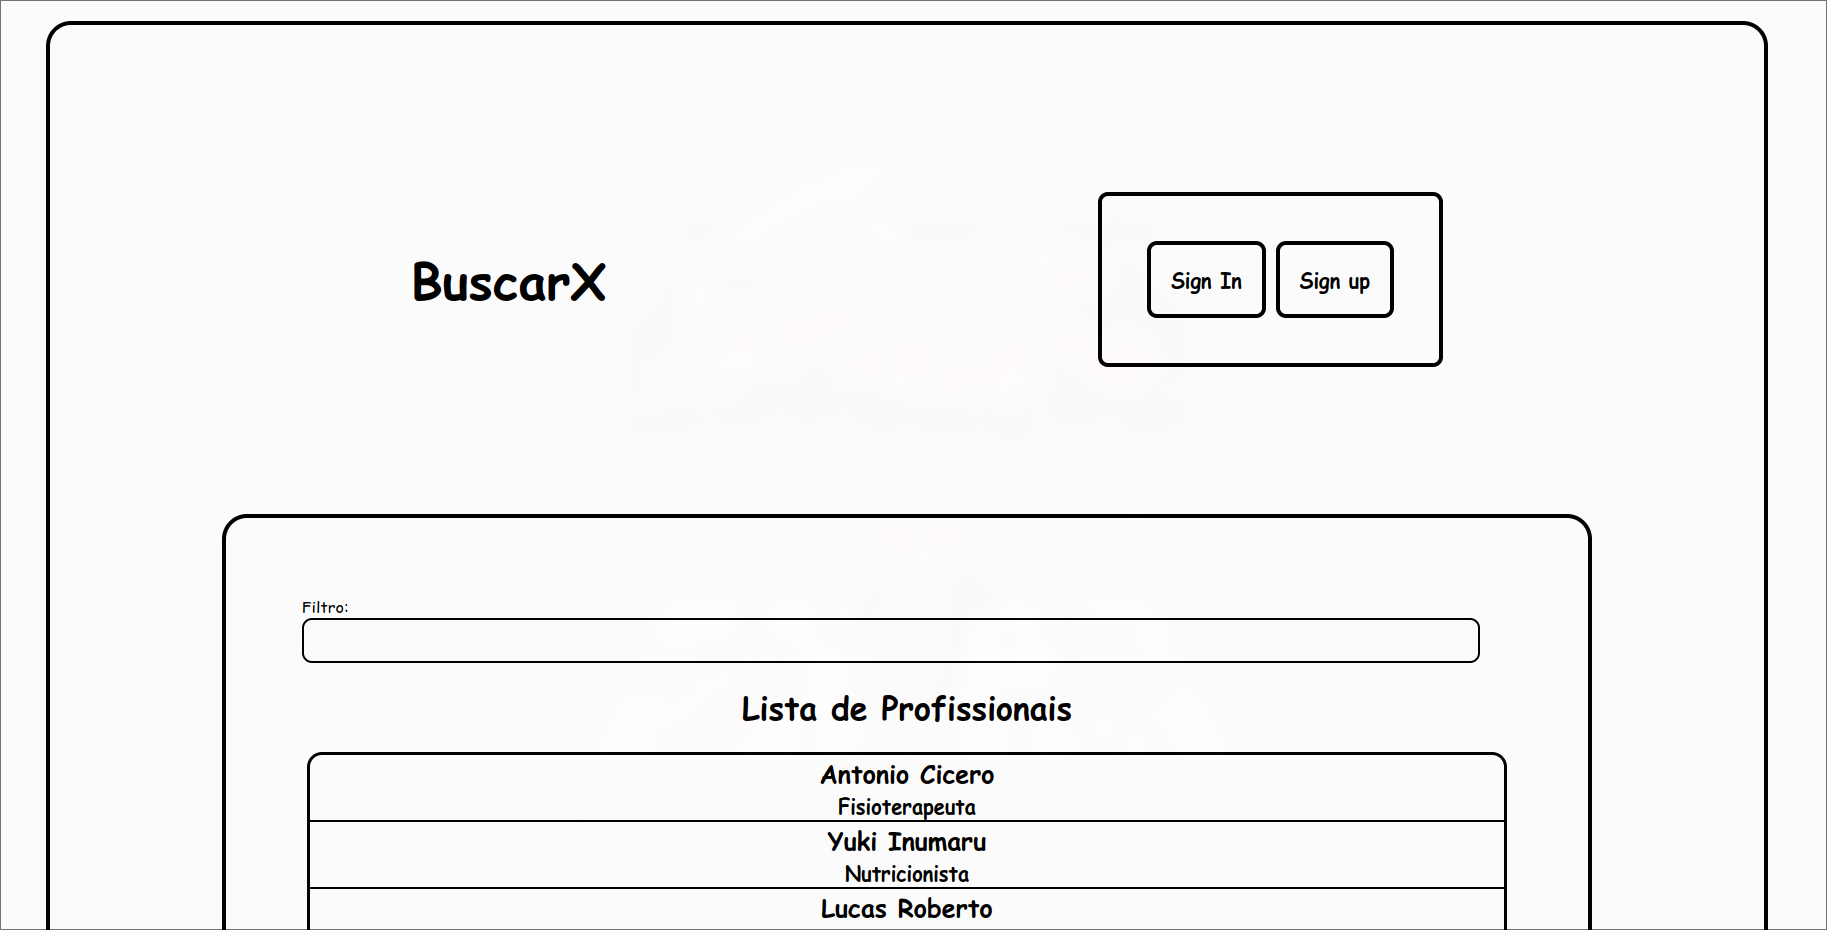 BuscarX
Sign In
Sign up
Filtro:
Lista de Profissionais
Antonio Cicero
Fisioterapeuta
Yuki Inumaru
Nutricionista
Lucas Roberto